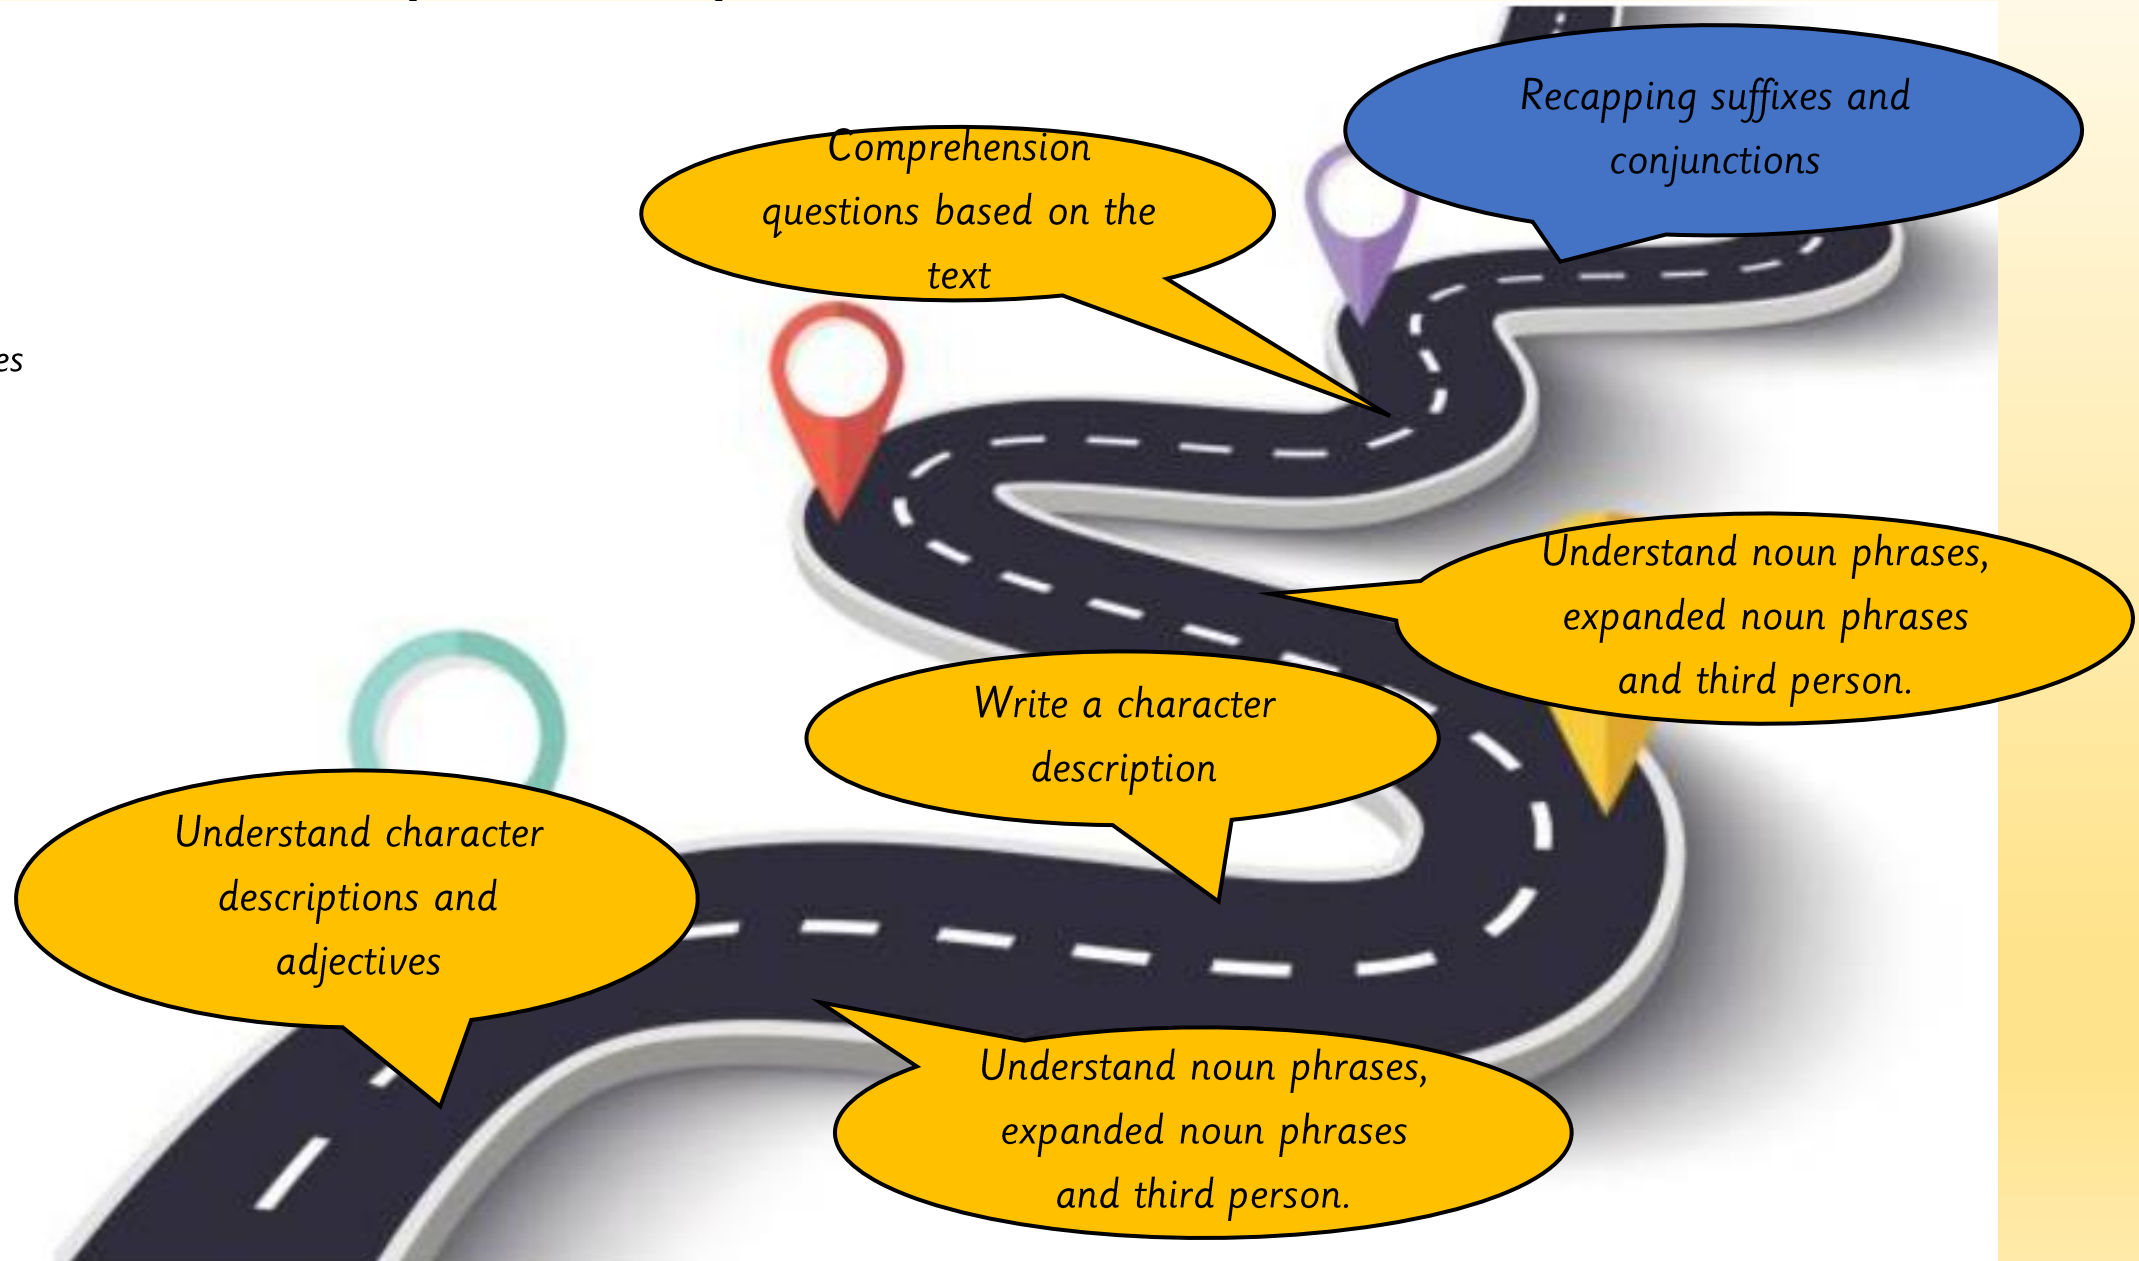 Recapping suffixes and
conjunctions
Comprehension
questions based on the
text
es
Understand noun phrases,
expanded noun phrases
and third person.
Write a character
description
Understand character
descriptions and
adjectives
Understand noun phrases,
expanded noun phrases
and third person.